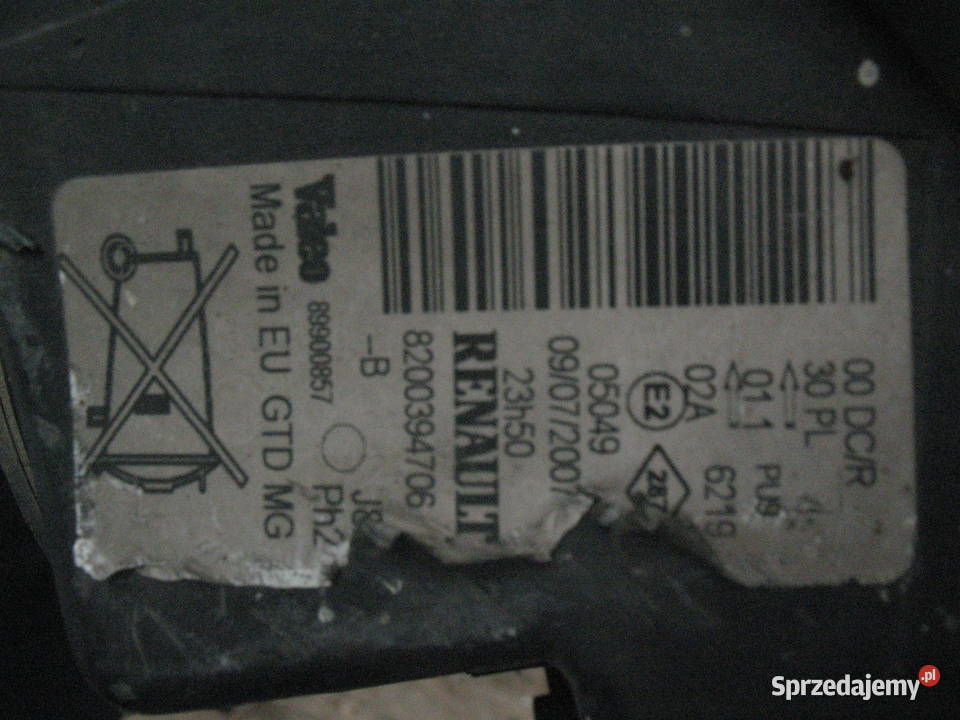 00 DC/R
30 PL
01.1 PU9
02A 6219
E2 287
05049
09/07/2007
23h50
RENAULT
8200394706
--B J8
Valeo 89900857 Ph2
Made in EU GTD MG
Sprzedajemy.pl